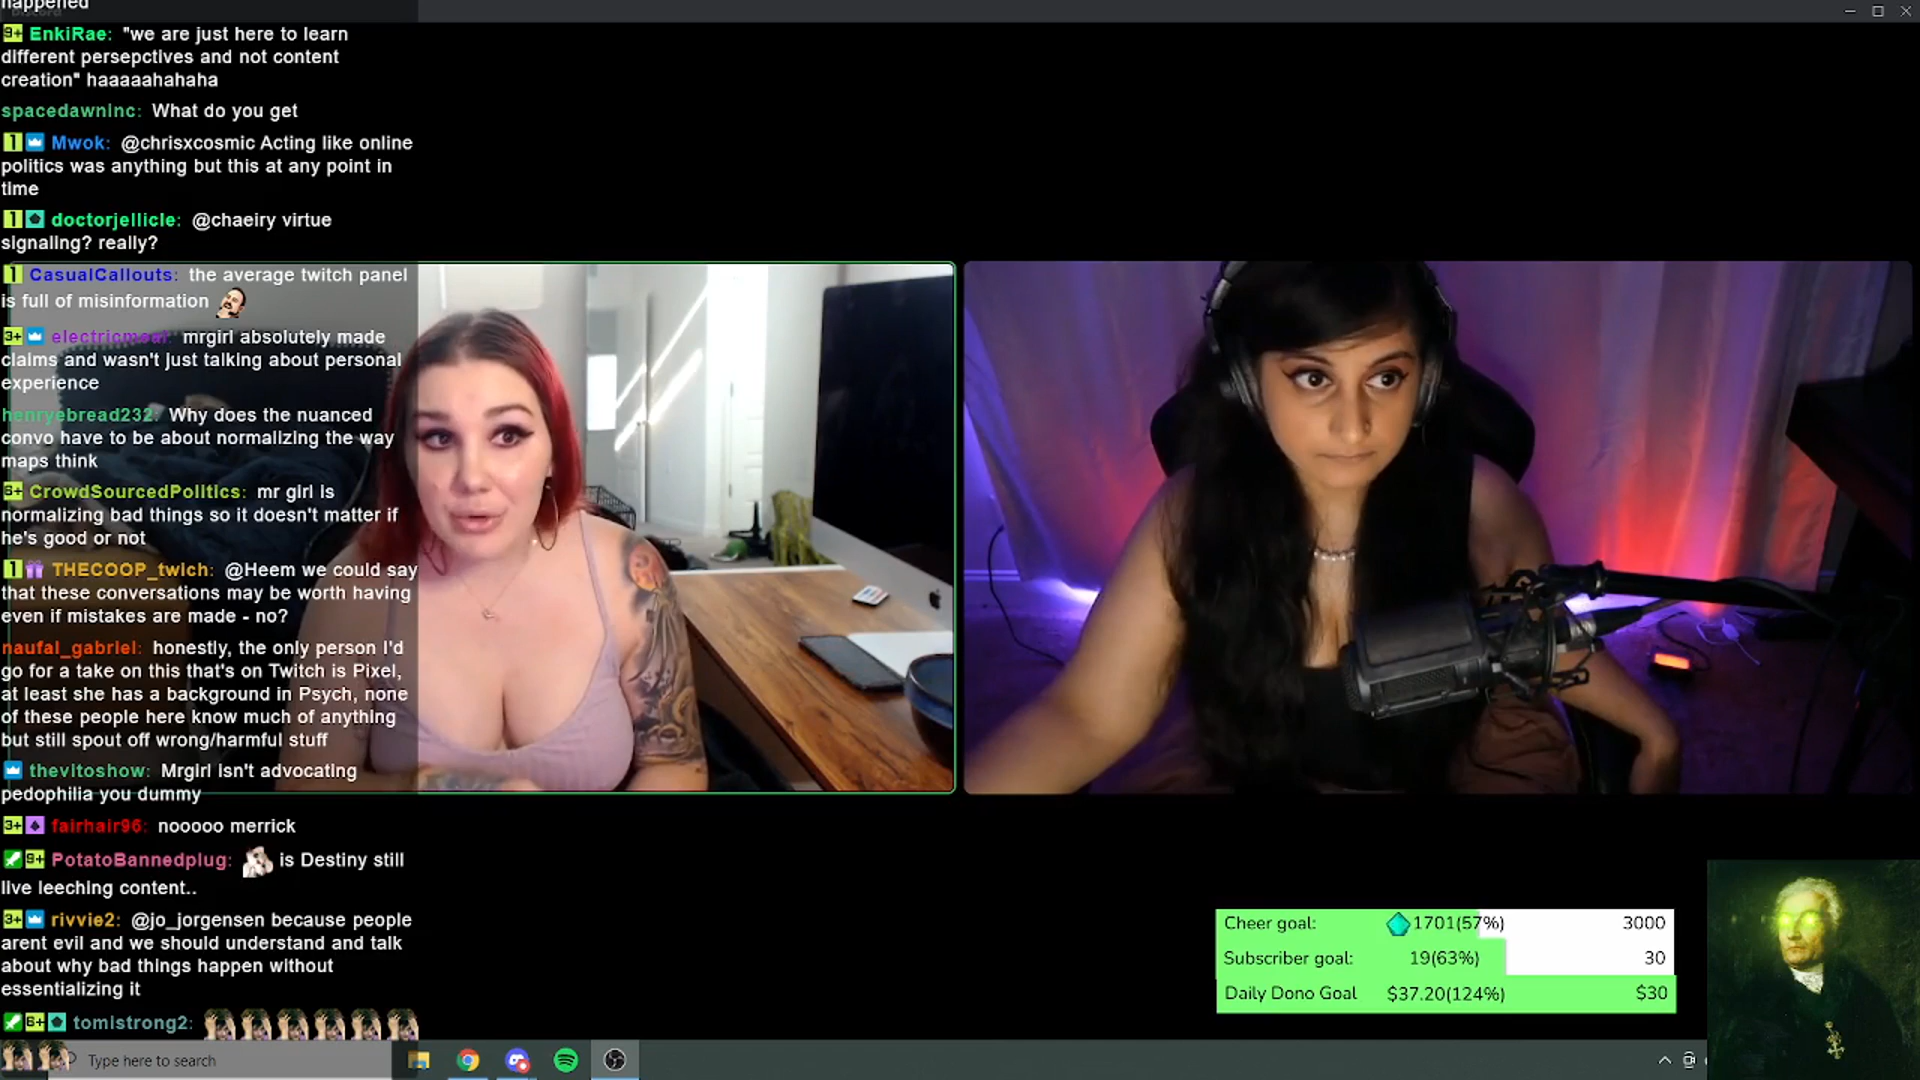 happened
EnkiRae: "we are just here to learn
different persepctives and not content
creation" haaaaahahaha
spacedawninc: What do you get
Mwok: @chrisxcosmic Acting like online
politics was anything but this at any point in
time
doctorjellicle: @chaeiry virtue
signaling? really?
CasualCallouts: the average twitch panel
is full of misinformation
mrgirl absolutely made
claims and wasn't just talking about personal
experience
henryebread232: Why does the nuanced
convo have to be about normalizing the way
maps think
CrowdSourcedPolitics: mr girl is
normalizing bad things so it doesn't matter if
he's good or not
THECOOP_twich: @Heem we could say
that these conversations may be worth having
even if mistakes are made - no?
naufal_gabriel: honestly, the only person I'd
go for a take on this that's on Twitch is Pixel,
at least she has a background in Psych, none
of these people here know much of anything
but still spout off wrong/harmful stuff
thevitoshow: Mrgirl isn't advocating
pedophilia you dummy
fairhair96: nooooo merrick
PotatoBannedplug: is Destiny still
live leeching content..
rivvie2: @jo_jorgensen because people
arent evil and we should understand and talk
about why bad things happen without
essentializing it
tomistrong2:
Type here to search
Cheer goal: 1701(57%) 3000
Subscriber goal: 19(63%) 30
Daily Dono Goal $37.20(124%) $30